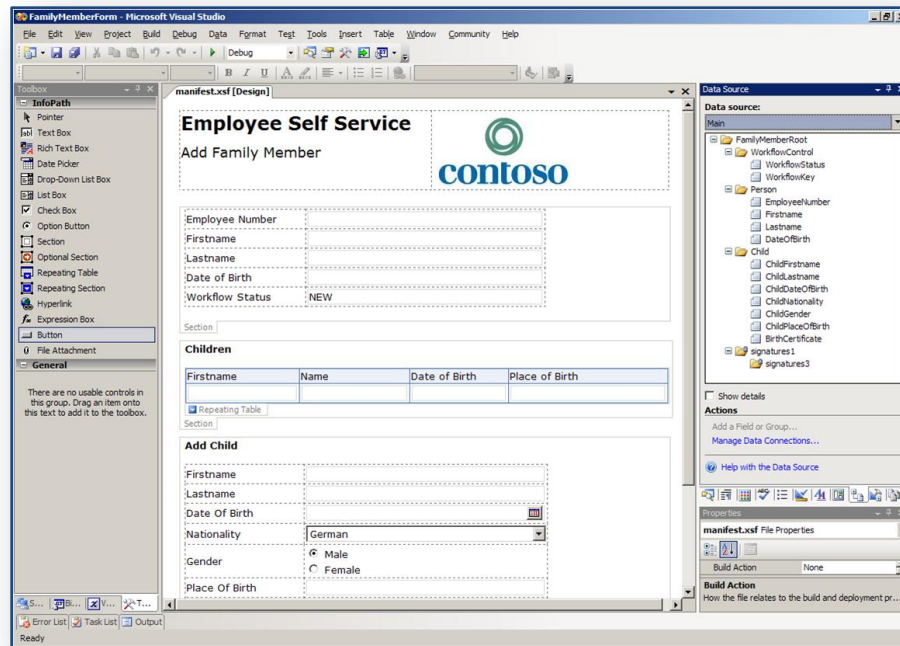 FamilyMemberForm - Microsoft Visual Studio
File Edit View Project Build Debug Data Format Test Tools Insert Table Window Community Help
Debug
B I U A
Toolbox
InfoPath
Pointer
Text Box
Rich Text Box
Date Picker
Drop-Down List Box
List Box
Check Box
Option Button
Section
Optional Section
Repeating Table
Repeating Section
Hyperlink
Expression Box
Button
File Attachment
General
There are no usable controls in
this group. Drag an item onto
this text to add it to the toolbox.
S... Bi... V... T...
manifest.xsf [Design]
Employee Self Service
Add Family Member
contoso
Employee Number
Firstname
Lastname
Date of Birth
Workflow Status NEW
Section
Children
Firstname Name Date of Birth Place of Birth
Repeating Table
Section
Add Child
Firstname
Lastname
Date Of Birth
Nationality German
Gender Male
Female
Place Of Birth
Data Source
Data source:
Main
FamilyMemberRoot
WorkflowControl
WorkflowStatus
WorkflowKey
Person
EmployeeNumber
Firstname
Lastname
DateOfBirth
Child
ChildFirstname
ChildLastname
ChildDateOfBirth
ChildNationality
ChildGender
ChildPlaceOfBirth
BirthCertificate
signatures1
signatures3
Show details
Actions
Add a Field or Group...
Manage Data Connections...
Help with the Data Source
Properties
manifest.xsf File Properties
Build Action None
Build Action
How the file relates to the build and deployment pr...
Error List Task List Output
Ready